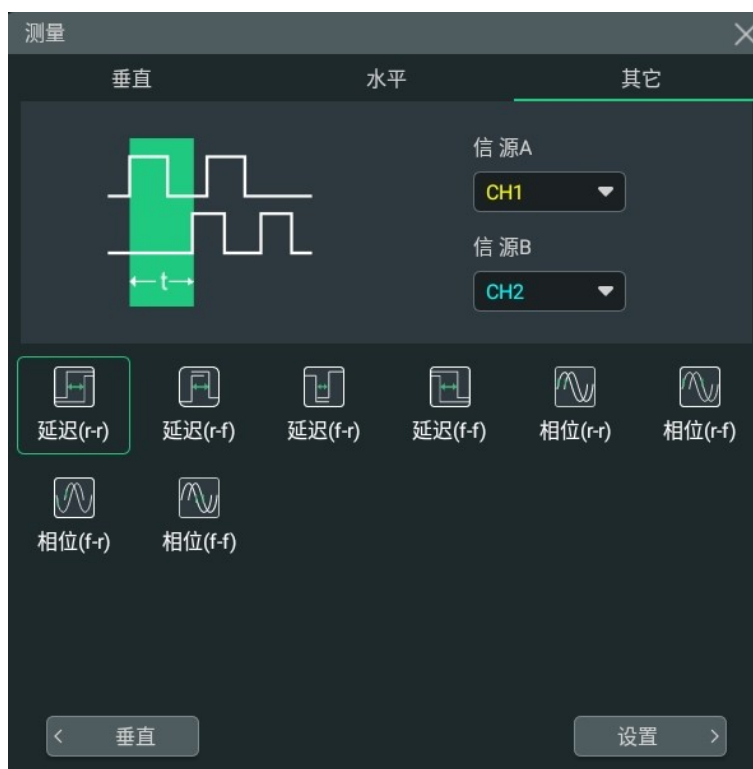 测量
垂直 水平 其它
信源A
CH1
信源B
CH2
t
延迟(r-r) 延迟(r-f) 延迟(f-r) 延迟(f-f) 相位(r-r) 相位(r-f)
相位(f-r) 相位(f-f)
垂直 设置